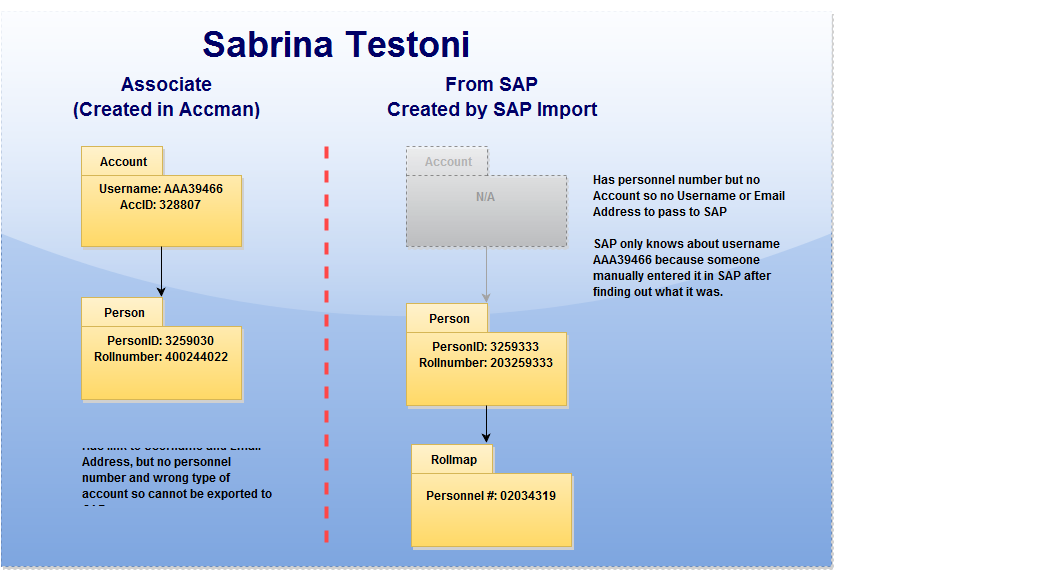 Sabrina Testoni
Associate
(Created in Accman)
From SAP
Created by SAP Import
Account
Username: AAA39466
AccID: 328807
Person
PersonID: 3259030
Rollnumber: 400244022
Address, but no personnel
number and wrong type of
account so cannot be exported to
Account
N/A
Person
PersonID: 3259333
Rollnumber: 203259333
Rollmap
Personnel #: 02034319
Has personnel number but no
Account so no Username or Email
Address to pass to SAP
SAP only knows about username
AAA39466 because someone
manually entered it in SAP after
finding out what it was.